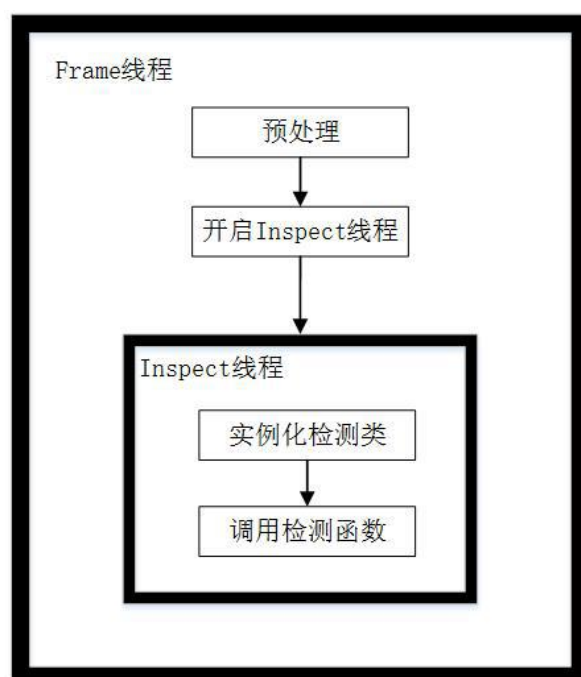 Frame线程
预处理
开启Inspect线程
Inspect线程
实例化检测类
调用检测函数